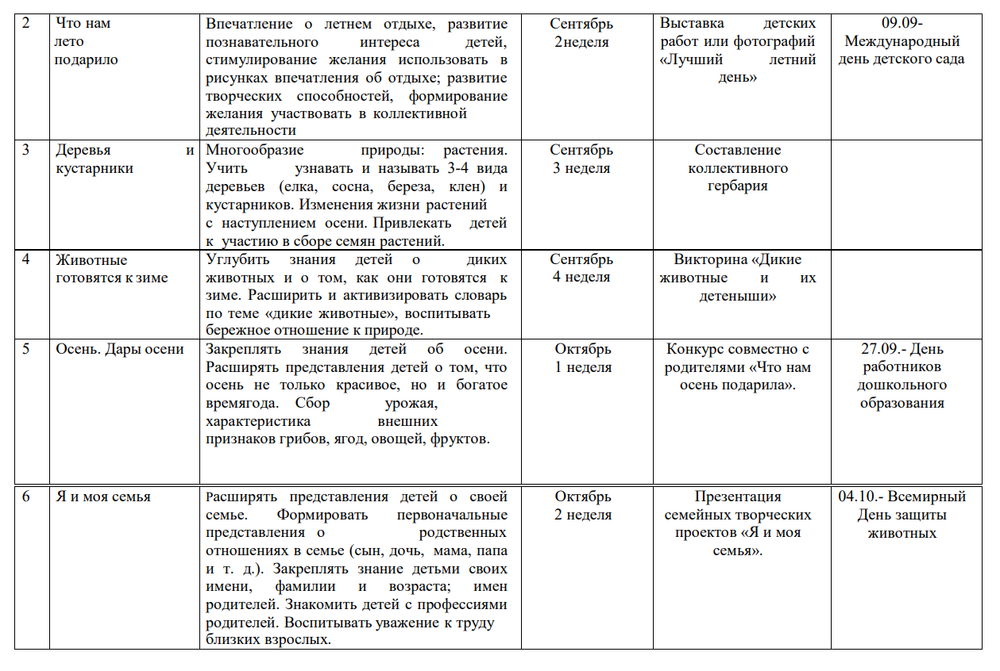 2
Что нам
лето
подарило
Впечатление о летнем отдыхе, развитие
познавательного интереса детей,
стимулирование желания использовать в
рисунках впечатления об отдыхе; развитие
творческих способностей, формирование
желания участвовать в коллективной
деятельности
Сентябрь
2неделя
Выставка детских
работ или фотографий
«Лучший летний
день»
09.09-
Международный
день детского сада
3
Деревья и
кустарники
Многообразие природы: растения.
Учить узнавать и называть 3-4 вида
деревьев (елка, сосна, береза, клен) и
кустарников. Изменения жизни растений
с наступлением осени. Привлекать детей
к участию в сборе семян растений.
Сентябрь
3 неделя
Составление
коллективного
гербария
4
Животные
готовятся к зиме
Углубить знания детей о диких
животных и о том, как они готовятся к
зиме. Расширить и активизировать словарь
по теме «дикие животные», воспитывать
бережное отношение к природе.
Сентябрь
4 неделя
Викторина «Дикие
животные и их
детеныши»
5
Осень. Дары осени
Закреплять знания детей об осени.
Расширять представления детей о том, что
осень не только красивое, но и богатое
времягода. Сбор урожая,
характеристика внешних
признаков грибов, ягод, овощей, фруктов.
Октябрь
1 неделя
Конкурс совместно с
родителями «Что нам
осень подарила».
27.09.- День
работников
дошкольного
образования
6
Я и моя семья
Расширять представления детей о своей
семье. Формировать первоначальные
представления о родственных
отношениях в семье (сын, дочь, мама, папа
и т. д.). Закреплять знание детьми своих
имени, фамилии и возраста; имен
родителей. Знакомить детей с профессиями
родителей. Воспитывать уважение к труду
близких взрослых.
Октябрь
2 неделя
Презентация
семейных творческих
проектов «Я и моя
семья».
04.10.- Всемирный
День защиты
животных